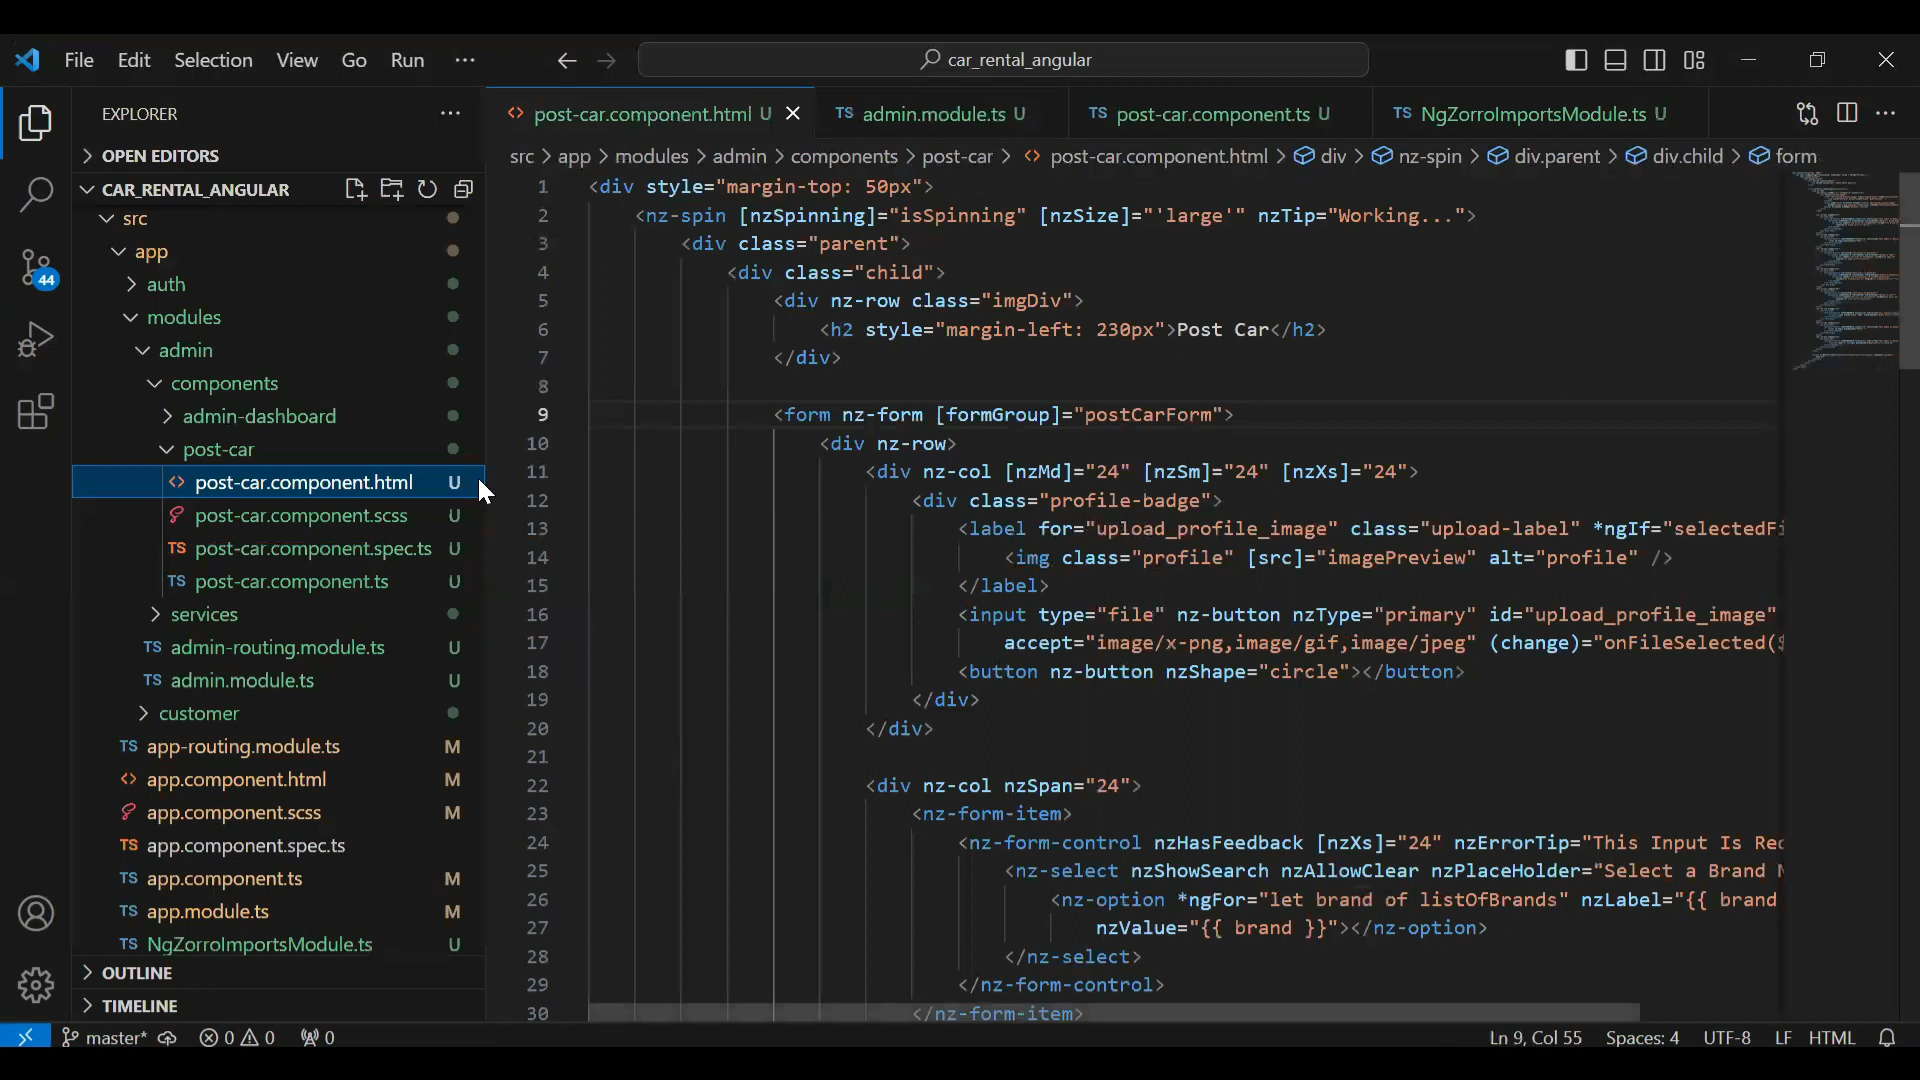 File Edit Selection View Go Run ··· car_rental_angular
EXPLORER ···
OPEN EDITORS
CAR_RENTAL_ANGULAR
src
app
auth
modules
admin
components
admin-dashboard
post-car
post-car.component.html U
post-car.component.scss U
post-car.component.spec.ts U
TS post-car.component.ts U
services
TS admin-routing.module.ts U
TS admin.module.ts U
customer
TS app-routing.module.ts M
app.component.html M
app.component.scss M
TS app.component.spec.ts
TS app.component.ts M
TS app.module.ts M
TS NgZorroImportsModule.ts U
OUTLINE
TIMELINE
44
post-car.component.html U TS admin.module.ts U TS post-car.component.ts U TS NgZorroImportsModule.ts U
src > app > modules > admin > components > post-car > post-car.component.html > div > nz-spin > div.parent > div.child > form
1 <div style="margin-top: 50px">
2 <nz-spin [nzSpinning]="isSpinning" [nzSize]="'large'" nzTip="Working...">
3 <div class="parent">
4 <div class="child">
5 <div nz-row class="imgDiv">
6 <h2 style="margin-left: 230px">Post Car</h2>
7 </div>
8
9 <form nz-form [formGroup]="postCarForm">
10 <div nz-row>
11 <div nz-col [nzMd]="24" [nzSm]="24" [nzXs]="24">
12 <div class="profile-badge">
13 <label for="upload_profile_image" class="upload-label" *ngIf="selectedFi
14 <img class="profile" [src]="imagePreview" alt="profile" />
15 </label>
16 <input type="file" nz-button nzType="primary" id="upload_profile_image"
17 accept="image/x-png,image/gif,image/jpeg" (change)="onFileSelected($
18 <button nz-button nzShape="circle"></button>
19 </div>
20 </div>
21
22 <div nz-col nzSpan="24">
23 <nz-form-item>
24 <nz-form-control nzHasFeedback [nzXs]="24" nzErrorTip="This Input Is Rec
25 <nz-select nzShowSearch nzAllowClear nzPlaceHolder="Select a Brand N
26 <nz-option *ngFor="let brand of listOfBrands" nzLabel="{{ brand
27 nzValue="{{ brand }}"></nz-option>
28 </nz-select>
29 </nz-form-control>
30 </nz-form-item>
master* 0 0 0 Ln 9, Col 55 Spaces: 4 UTF-8 LF HTML